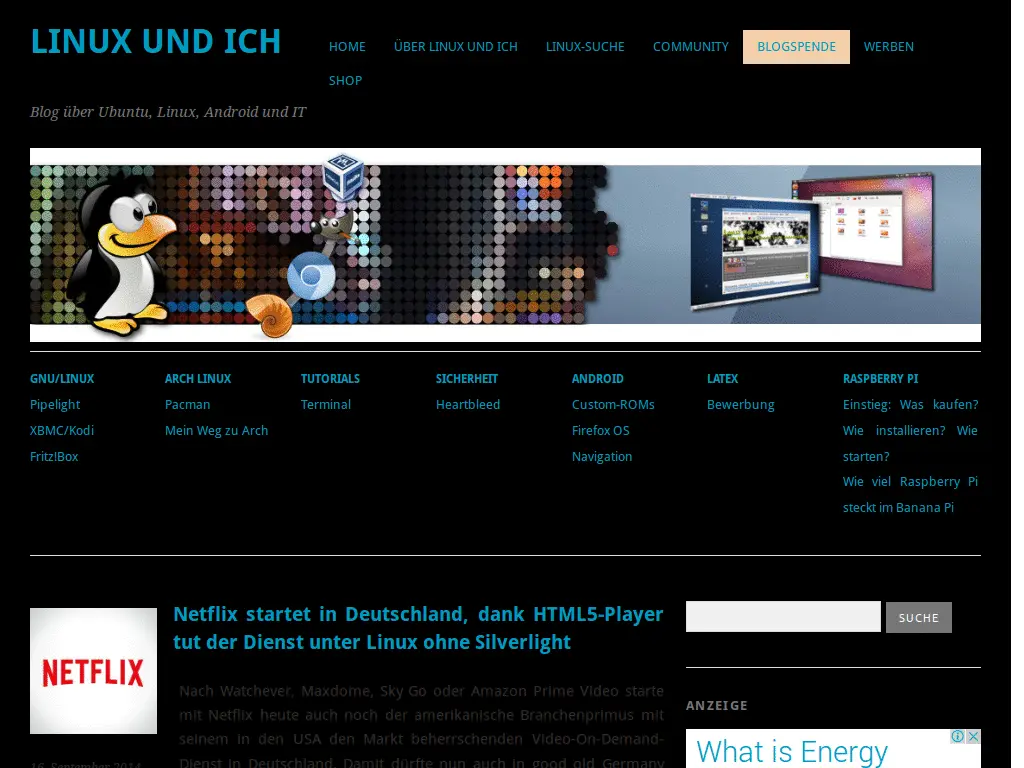 LINUX UND ICH
HOME ÜBER LINUX UND ICH LINUX-SUCHE COMMUNITY BLOGSPENDE WERBEN
SHOP
Blog über Ubuntu, Linux, Android und IT
GNU/LINUX
Pipelight
XBMC/Kodi
Fritz!Box
ARCH LINUX
Pacman
Mein Weg zu Arch
TUTORIALS
Terminal
SICHERHEIT
Heartbleed
ANDROID
Custom-ROMs
Firefox OS
Navigation
LATEX
Bewerbung
RASPBERRY PI
Einstieg: Was kaufen?
Wie installieren? Wie
starten?
Wie viel Raspberry Pi
steckt im Banana Pi
NETFLIX
16. September 2014
Netflix startet in Deutschland, dank HTML5-Player
tut der Dienst unter Linux ohne Silverlight
Nach Watchever, Maxdome, Sky Go oder Amazon Prime Video starte
mit Netflix heute auch noch der amerikanische Branchenprimus mit
seinem in den USA den Markt beherrschenden Video-On-Demand-
Dienst in Deutschland. Damit dürfte nun auch in good old Germany
SUCHE
ANZEIGE
What is Energy